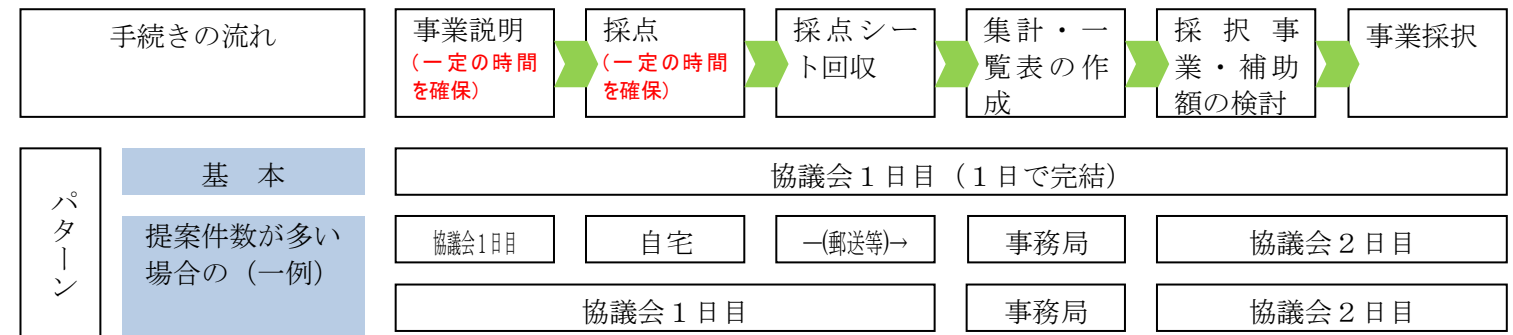 手続きの流れ
事業説明
(一定の時間
を確保)
採点
(一定の時間
を確保)
採点シー
ト回収
集計・一
覧表の作
成
採択事
業・補助
額の検討
事業採択
パターン
基　本
協議会１日目（１日で完結）
提案件数が多い
場合の（一例）
協議会1日目
自宅
―(郵送等)→
事務局
協議会２日目
協議会１日目
事務局
協議会２日目